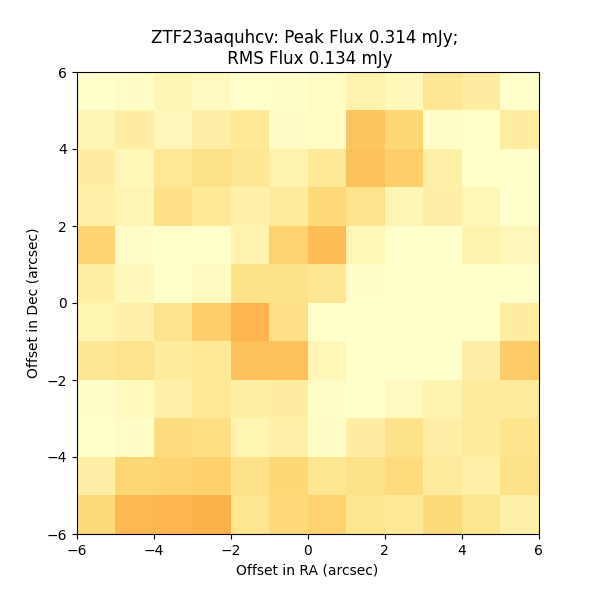 ZTF23aaquhcv: Peak Flux 0.314 mJy;
RMS Flux 0.134 mJy
6
4
2
0
−2
−4
−6
Offset in Dec (arcsec)
−6 −4 −2 0 2 4 6
Offset in RA (arcsec)